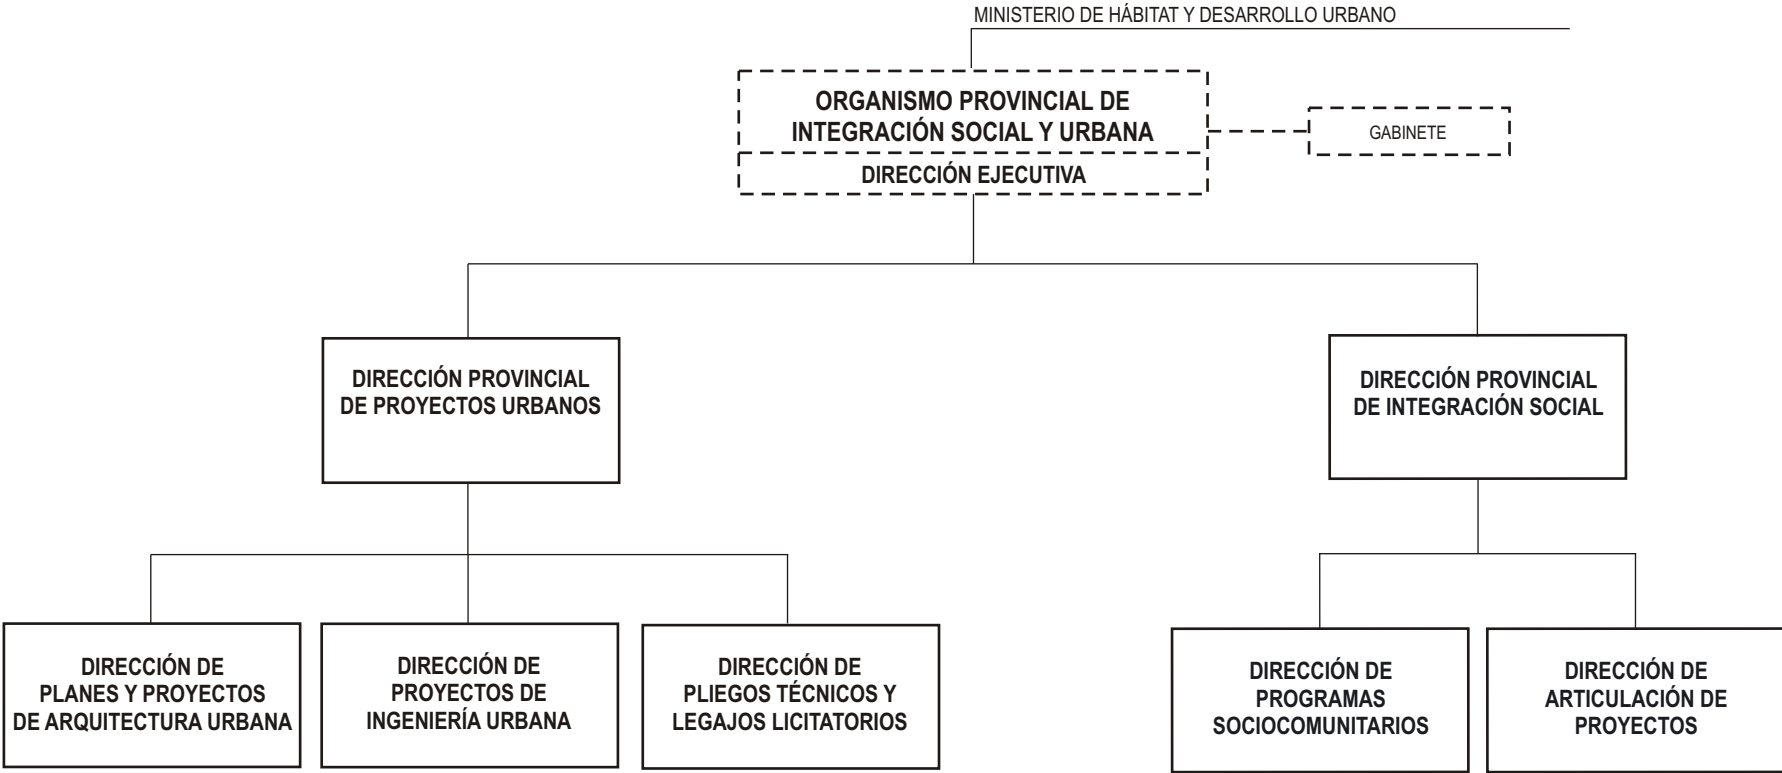 MINISTERIO DE HÁBITAT Y DESARROLLO URBANO
ORGANISMO PROVINCIAL DE
INTEGRACIÓN SOCIAL Y URBANA
DIRECCIÓN EJECUTIVA
GABINETE
DIRECCIÓN PROVINCIAL
DE PROYECTOS URBANOS
DIRECCIÓN PROVINCIAL
DE INTEGRACIÓN SOCIAL
DIRECCIÓN DE
PLANES Y PROYECTOS
DE ARQUITECTURA URBANA
DIRECCIÓN DE
PROYECTOS DE
INGENIERÍA URBANA
DIRECCIÓN DE
PLIEGOS TÉCNICOS Y
LEGAJOS LICITATORIOS
DIRECCIÓN DE
PROGRAMAS
SOCIOCOMUNITARIOS
DIRECCIÓN DE
ARTICULACIÓN DE
PROYECTOS